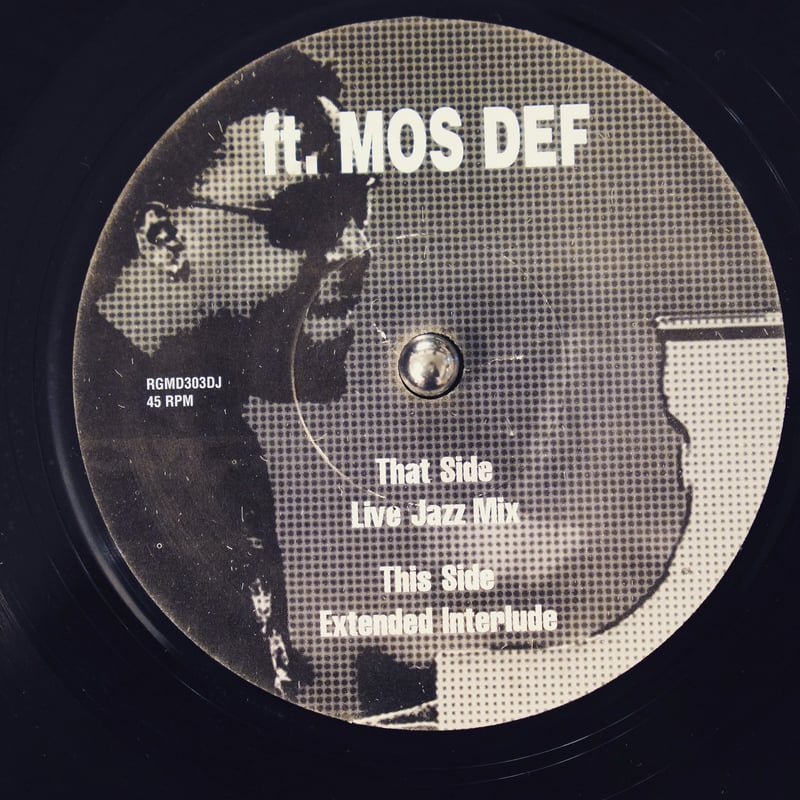 ft. MOS DEF
RGMD303DJ
45 RPM
That Side
Live Jazz Mix
This Side
Extended Interlude